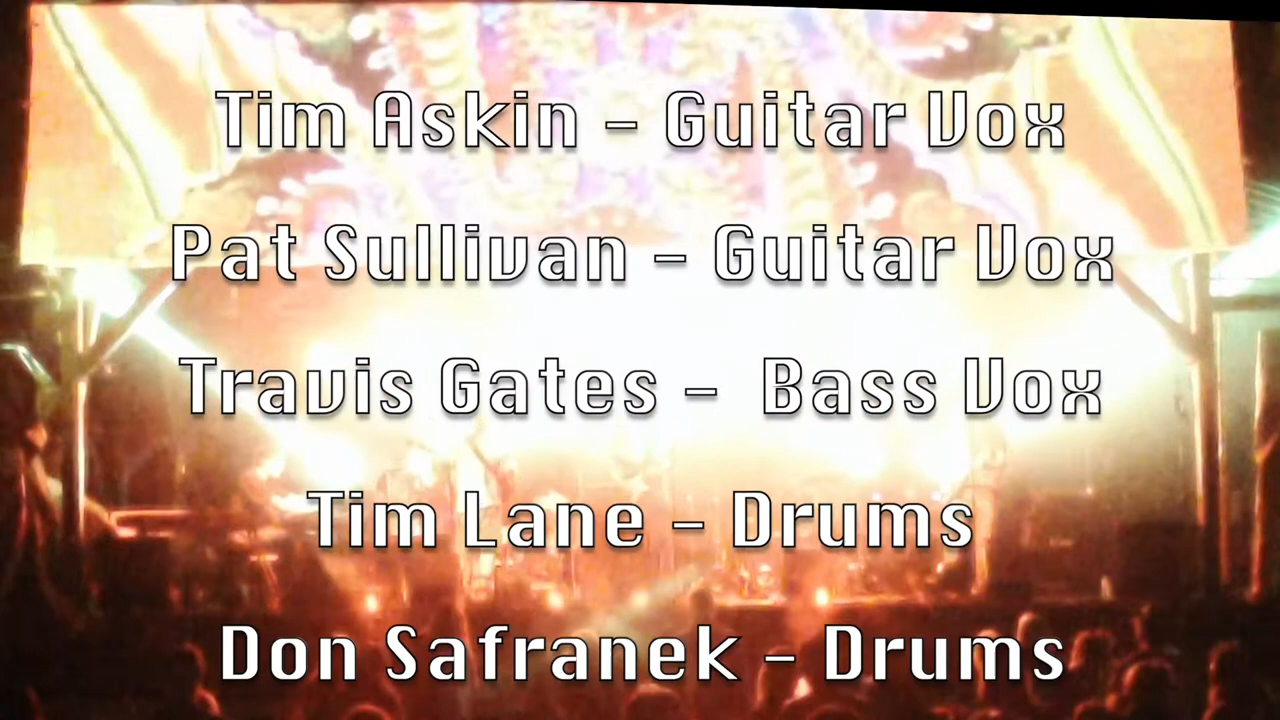 Tim Askin - Guitar Vox
Pat Sullivan - Guitar Vox
Travis Gates - Bass Vox
Tim Lane - Drums
Don Safranek - Drums